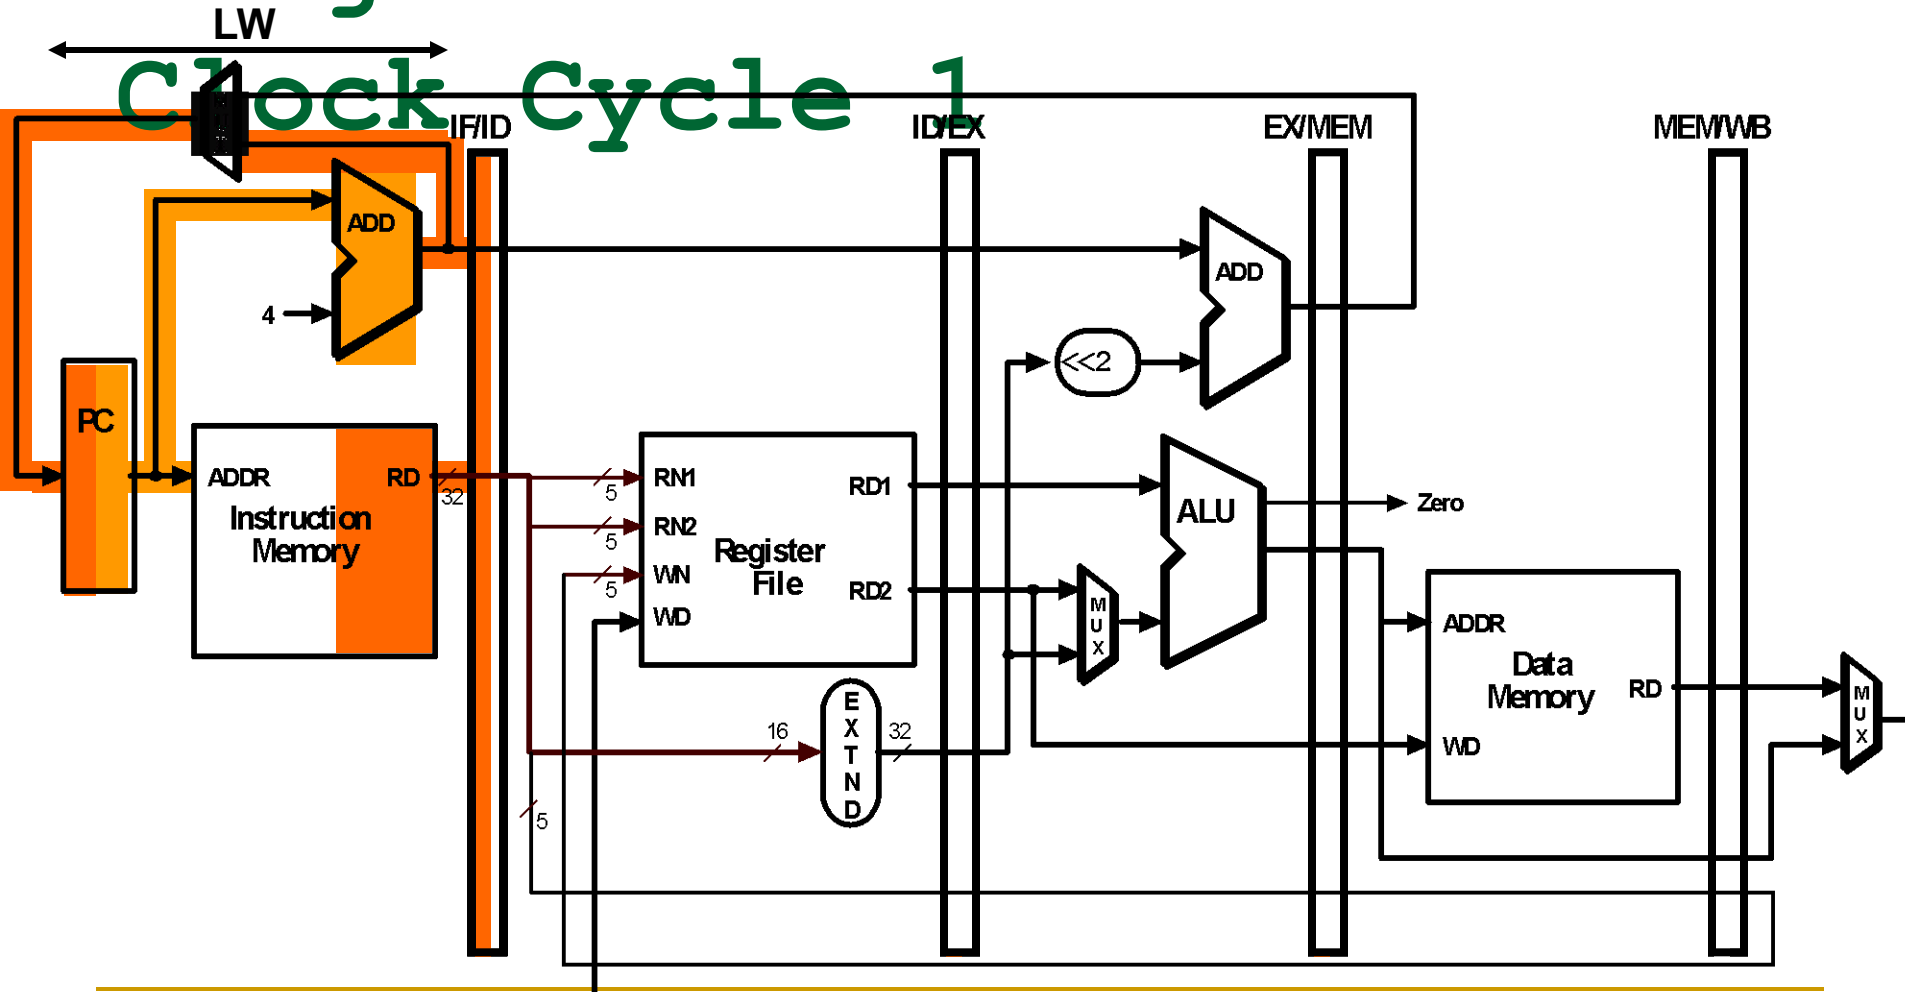 LW
Clock Cycle 1
IF/ID
ID/EX
EX/MEM
MEM/WB
ADD
4
ADD
<<2
PC
ADDR
RD
Instruction
Memory
32
5
5
5
RN1
RN2
WN
WD
Register
File
RD1
RD2
ALU
Zero
M
U
X
ADDR
Data
Memory
RD
WD
M
U
X
16
E
X
T
N
D
32
5